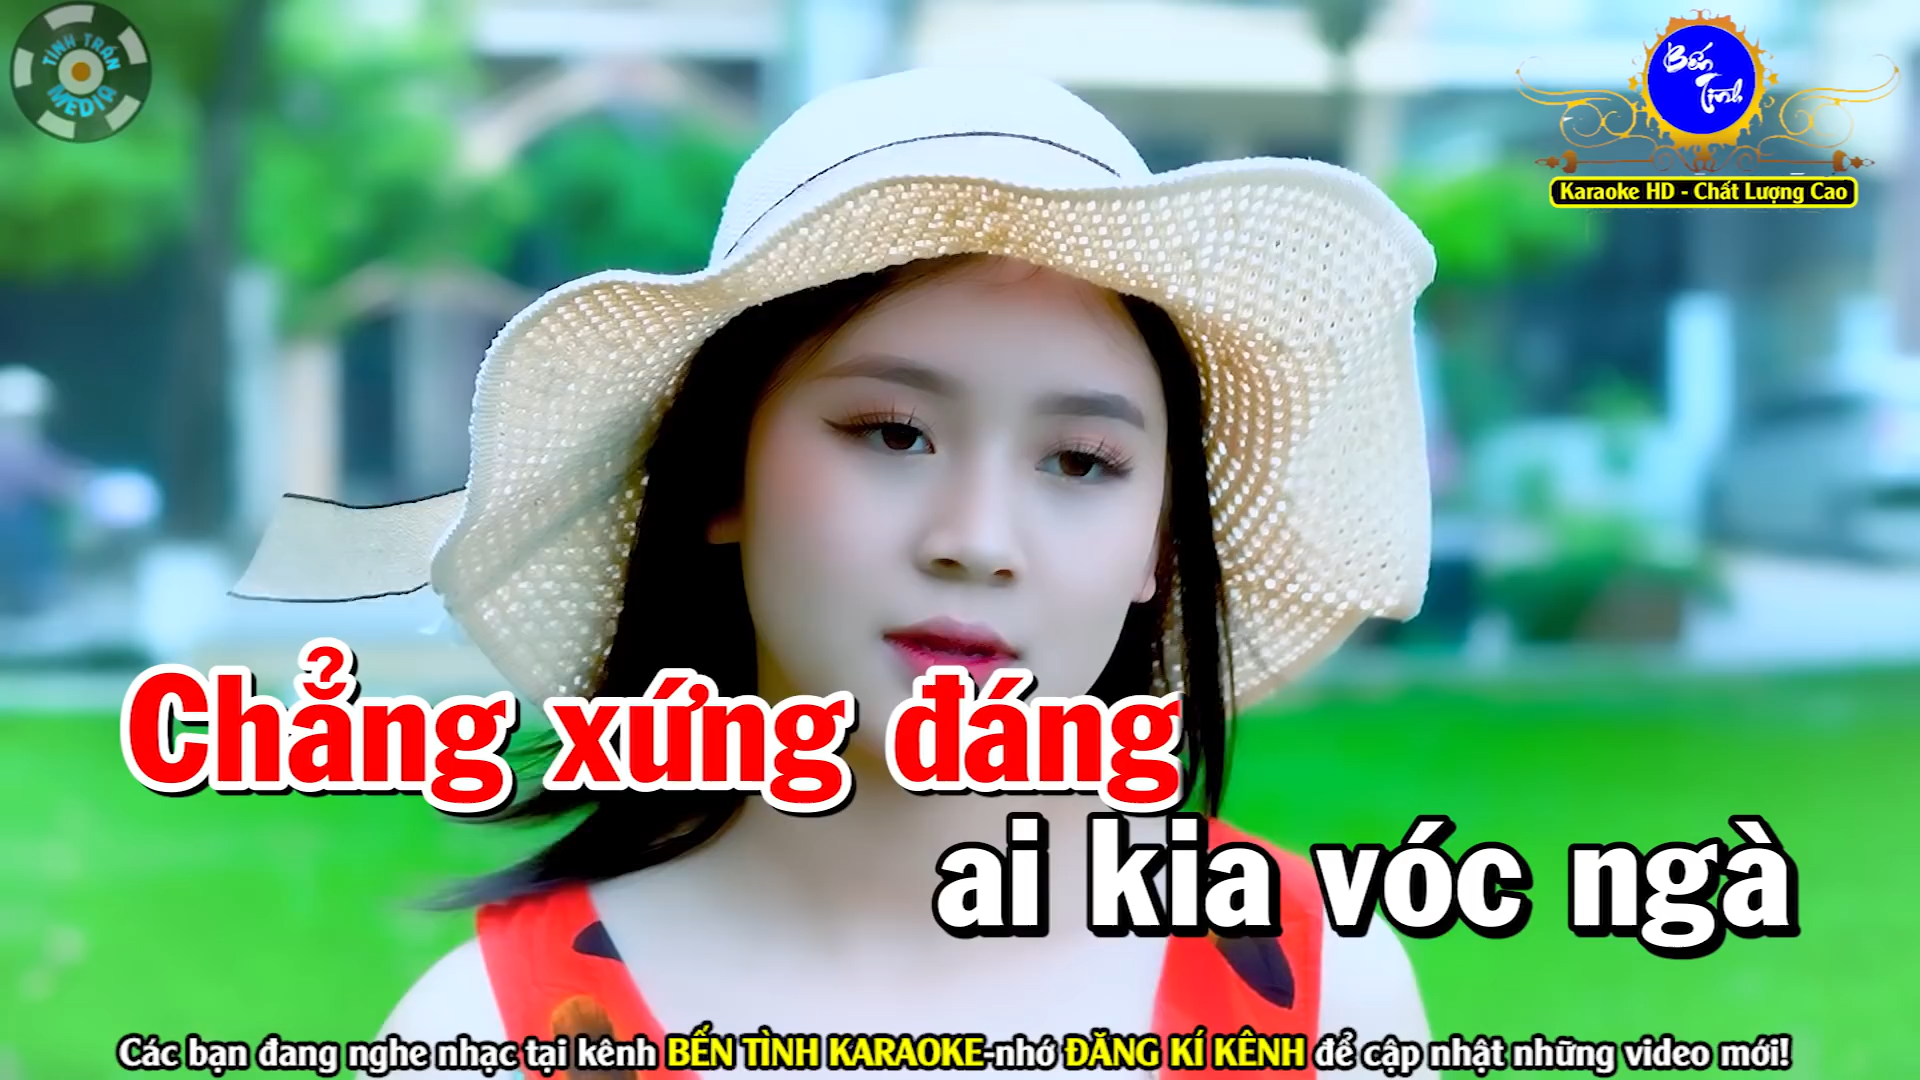 TÌNH TRẦN
MEDIA
Bến
Tình
Karaoke HD - Chất Lượng Cao
Chẳng xứng đáng
ai kia vóc ngà
Các bạn đang nghe nhạc tại kênh BẾN TÌNH KARAOKE-nhớ ĐĂNG KÍ KÊNH để cập nhật những video mới!